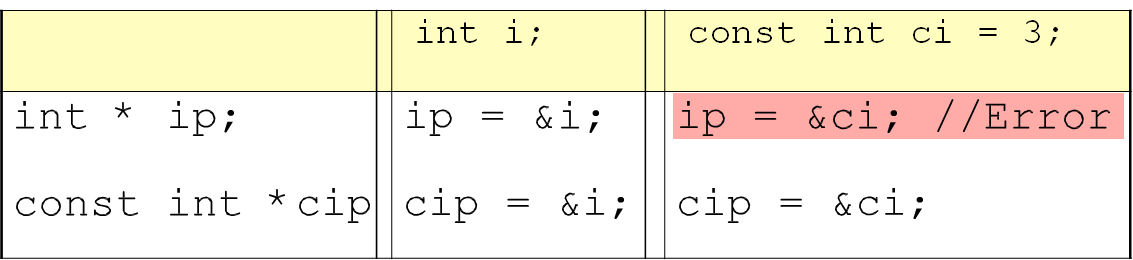 int i; const int ci = 3;
int * ip; ip = &i; ip = &ci; //Error
const int *cip cip = &i; cip = &ci;